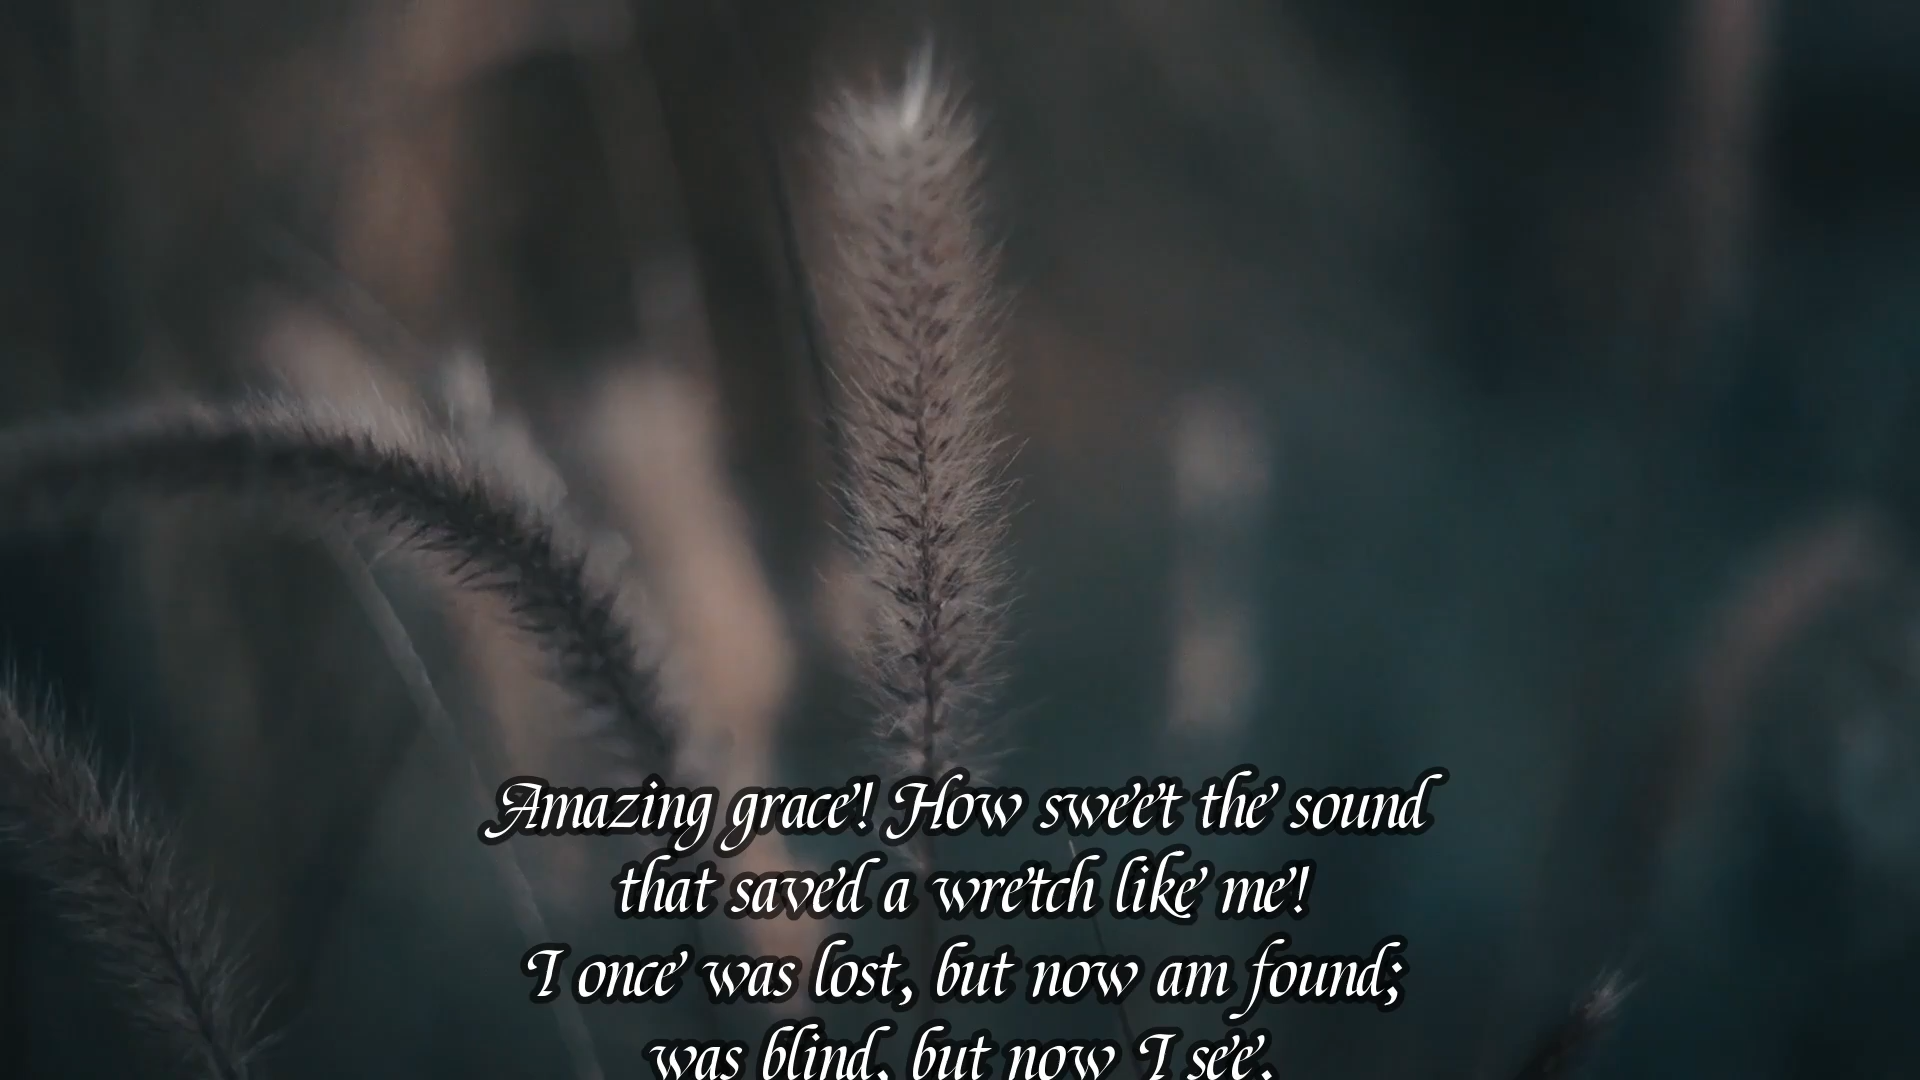 Amazing grace! How sweet the sound
that saved a wretch like me!
I once was lost, but now am found;
was blind, but now I see.